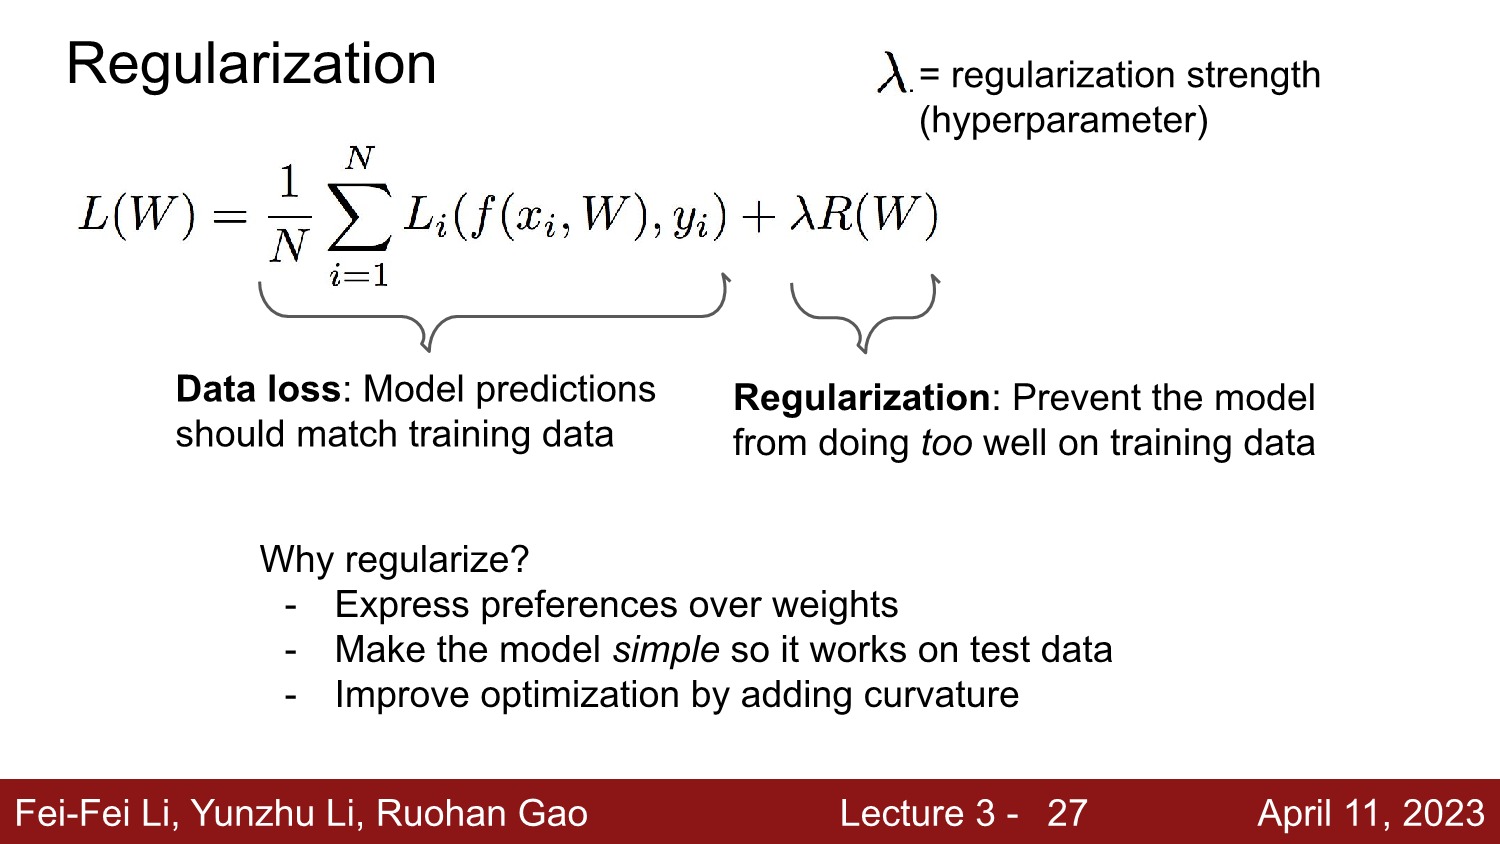 Regularization
λ = regularization strength
(hyperparameter)
L(W) = \frac{1}{N} \sum_{i=1}^{N} L_i(f(x_i, W), y_i) + λR(W)
Data loss: Model predictions
should match training data
Regularization: Prevent the model
from doing too well on training data
Why regularize?
- Express preferences over weights
- Make the model simple so it works on test data
- Improve optimization by adding curvature
Fei-Fei Li, Yunzhu Li, Ruohan Gao Lecture 3 - 27 April 11, 2023